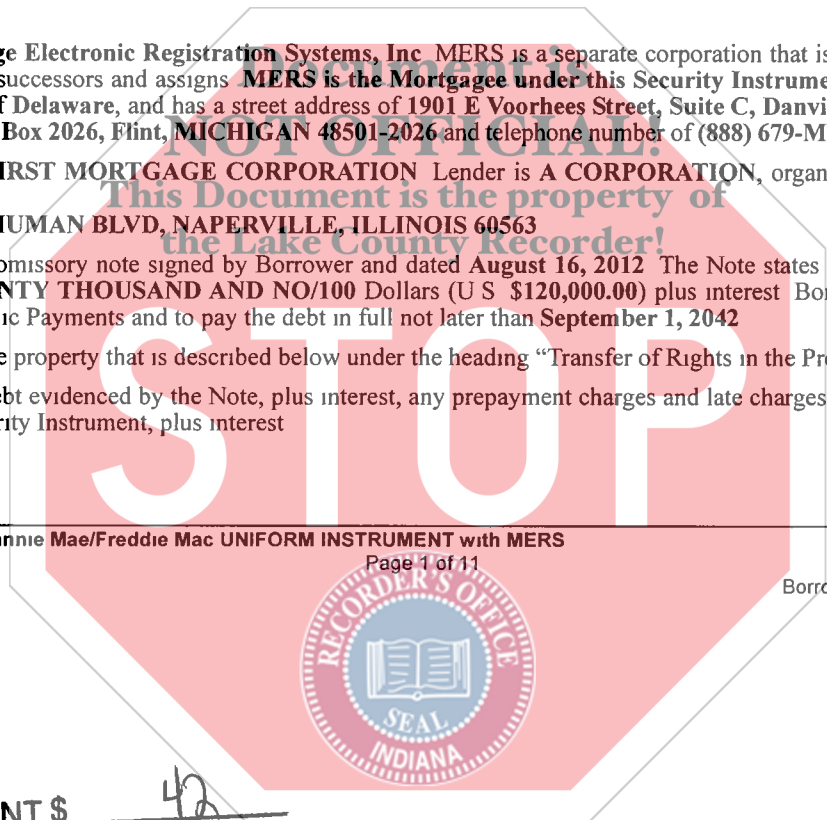 ge Electronic Registration Systems, Inc MERS is a separate corporation that is
successors and assigns MERS is the Mortgagee under this Security Instrume
f Delaware, and has a street address of 1901 E Voorhees Street, Suite C, Danvi
Box 2026, Flint, MICHIGAN 48501-2026 and telephone number of (888) 679-M
IRST MORTGAGE CORPORATION Lender is A CORPORATION, organ
HUMAN BLVD, NAPERVILLE, ILLINOIS 60563
omissory note signed by Borrower and dated August 16, 2012 The Note states
NTY THOUSAND AND NO/100 Dollars (U S $120,000.00) plus interest Bor
ic Payments and to pay the debt in full not later than September 1, 2042
e property that is described below under the heading “Transfer of Rights in the Pro
bt evidenced by the Note, plus interest, any prepayment charges and late charges
rity Instrument, plus interest
Document is
NOT OFFICIAL!
This Document is the property of
the Lake County Recorder!
STOP
nnie Mae/Freddie Mac UNIFORM INSTRUMENT with MERS
Page 1 of 11
Borro
RECORDER'S OFFICE
SEAL
INDIANA
NT $ 42